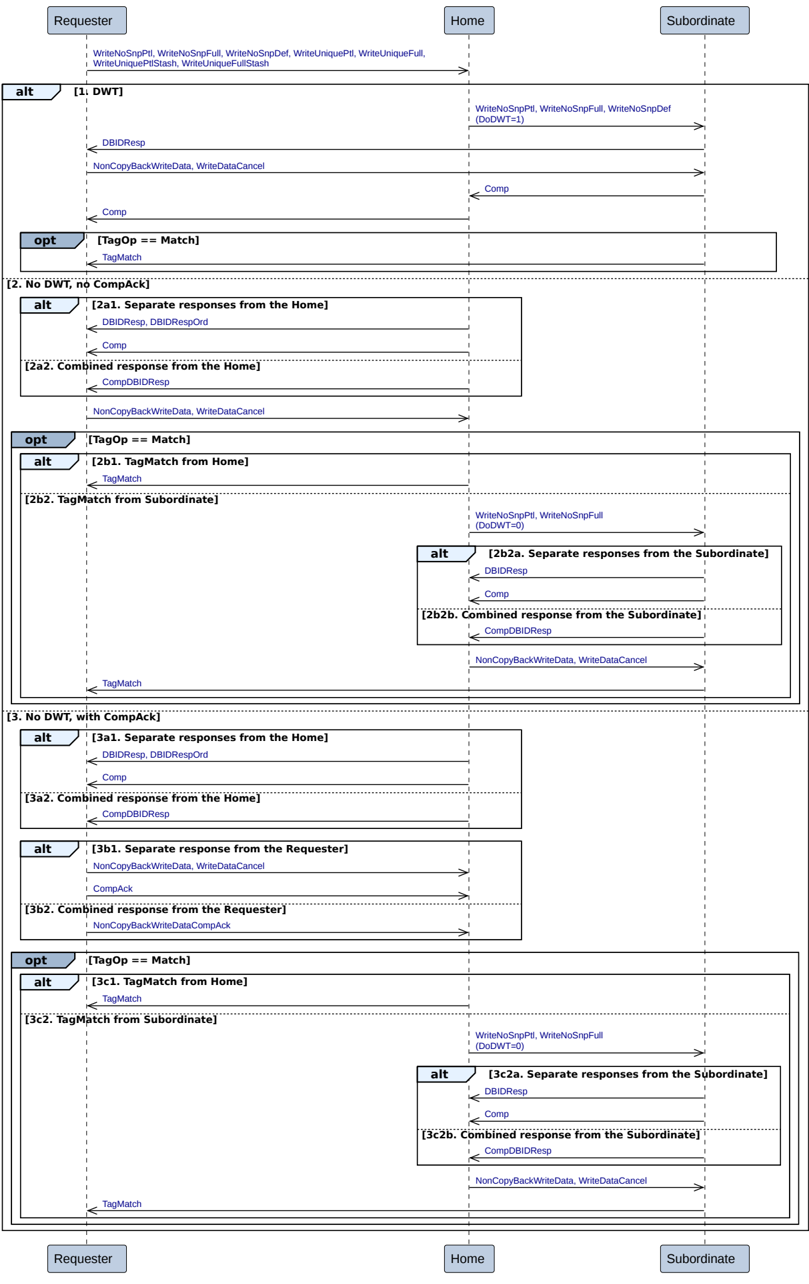 Requester
Home
Subordinate
WriteNoSnpPtl, WriteNoSnpFull, WriteNoSnpDef, WriteUniquePtl, WriteUniqueFull,
WriteUniquePtlStash, WriteUniqueFullStash
alt
[1. DWT]
WriteNoSnpPtl, WriteNoSnpFull, WriteNoSnpDef
(DoDWT=1)
DBIDResp
NonCopyBackWriteData, WriteDataCancel
Comp
Comp
opt
[TagOp == Match]
TagMatch
[2. No DWT, no CompAck]
alt
[2a1. Separate responses from the Home]
DBIDResp, DBIDRespOrd
Comp
[2a2. Combined response from the Home]
CompDBIDResp
NonCopyBackWriteData, WriteDataCancel
opt
[TagOp == Match]
alt
[2b1. TagMatch from Home]
TagMatch
[2b2. TagMatch from Subordinate]
WriteNoSnpPtl, WriteNoSnpFull
(DoDWT=0)
alt
[2b2a. Separate responses from the Subordinate]
DBIDResp
Comp
[2b2b. Combined response from the Subordinate]
CompDBIDResp
NonCopyBackWriteData, WriteDataCancel
TagMatch
[3. No DWT, with CompAck]
alt
[3a1. Separate responses from the Home]
DBIDResp, DBIDRespOrd
Comp
[3a2. Combined response from the Home]
CompDBIDResp
alt
[3b1. Separate response from the Requester]
NonCopyBackWriteData, WriteDataCancel
CompAck
[3b2. Combined response from the Requester]
NonCopyBackWriteDataCompAck
opt
[TagOp == Match]
alt
[3c1. TagMatch from Home]
TagMatch
[3c2. TagMatch from Subordinate]
WriteNoSnpPtl, WriteNoSnpFull
(DoDWT=0)
alt
[3c2a. Separate responses from the Subordinate]
DBIDResp
Comp
[3c2b. Combined response from the Subordinate]
CompDBIDResp
NonCopyBackWriteData, WriteDataCancel
TagMatch
Requester
Home
Subordinate